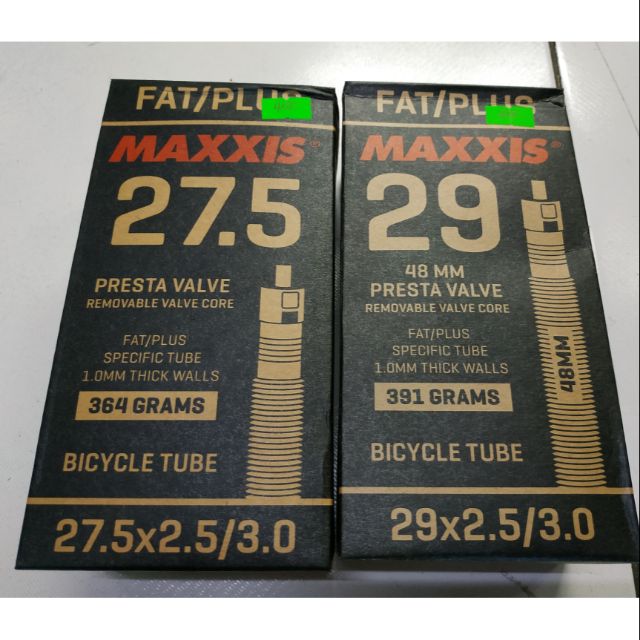 FAT/PLUS
MAXXIS®
27.5
PRESTA VALVE
REMOVABLE VALVE CORE
FAT/PLUS
SPECIFIC TUBE
1.0MM THICK WALLS
364 GRAMS
BICYCLE TUBE
27.5x2.5/3.0
FAT/PLUS
MAXXIS®
29
48 MM
PRESTA VALVE
REMOVABLE VALVE CORE
FAT/PLUS
SPECIFIC TUBE
1.0MM THICK WALLS
391 GRAMS
48MM
BICYCLE TUBE
29x2.5/3.0